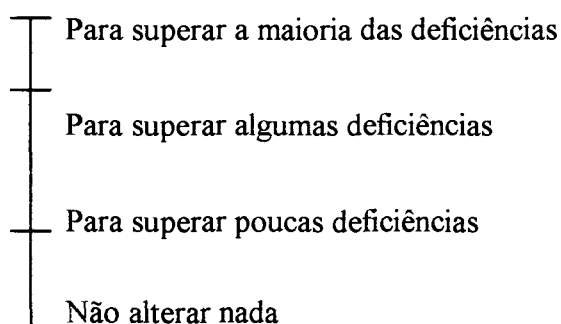 Para superar a maioria das deficiências
Para superar algumas deficiências
Para superar poucas deficiências
Não alterar nada